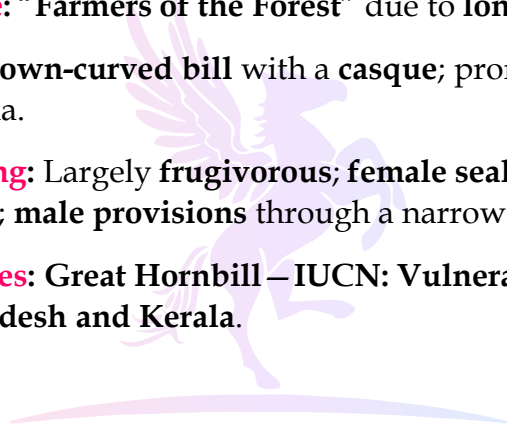 : "Farmers of the Forest" due to lon
own-curved bill with a casque; pro
a.
ng: Largely frugivorous; female seal
; male provisions through a narrow
es: Great Hornbill—IUCN: Vulnera
desh and Kerala.